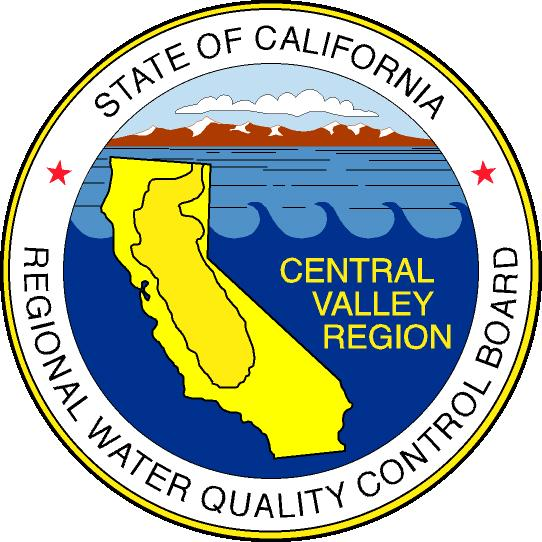 STATE OF CALIFORNIA
CENTRAL
VALLEY
REGION
REGIONAL WATER QUALITY CONTROL BOARD